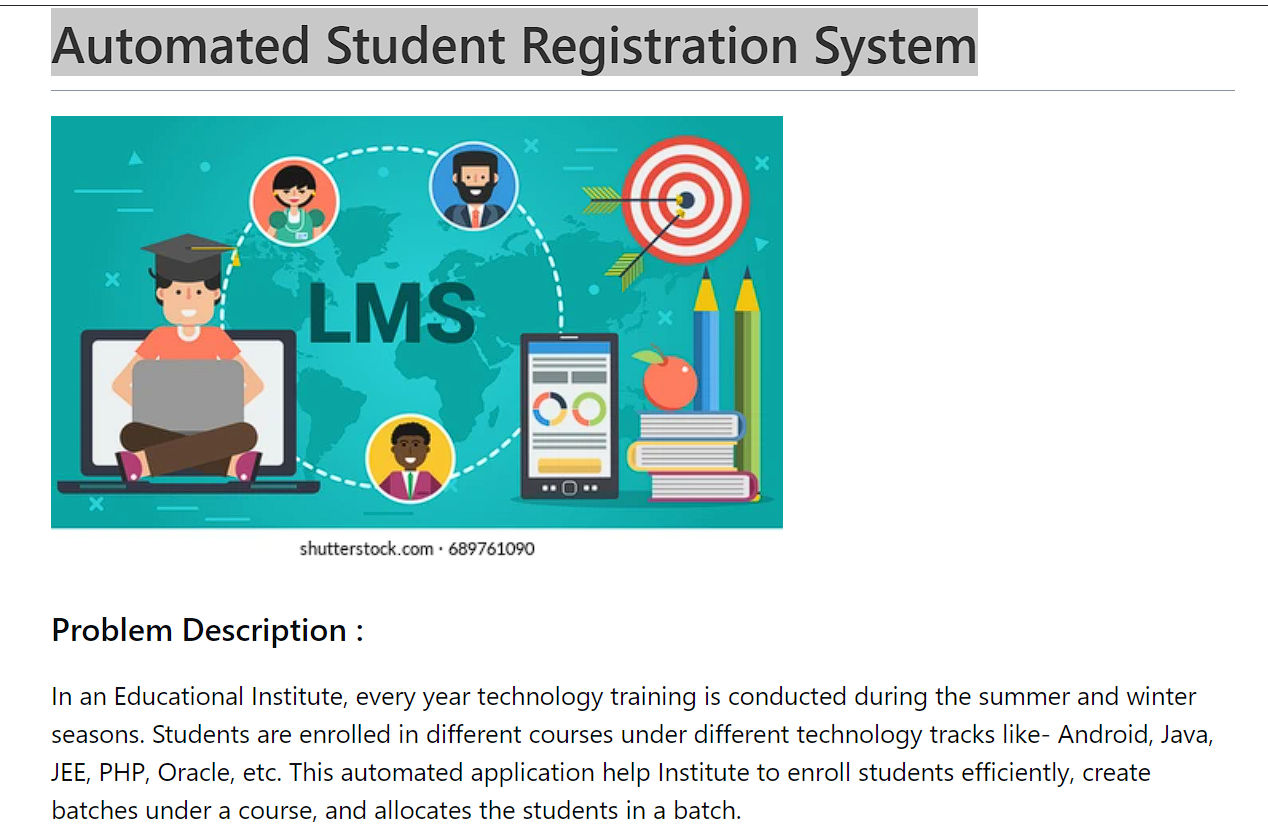 Automated Student Registration System
LMS
shutterstock.com · 689761090
Problem Description :
In an Educational Institute, every year technology training is conducted during the summer and winter
seasons. Students are enrolled in different courses under different technology tracks like- Android, Java,
JEE, PHP, Oracle, etc. This automated application help Institute to enroll students efficiently, create
batches under a course, and allocates the students in a batch.